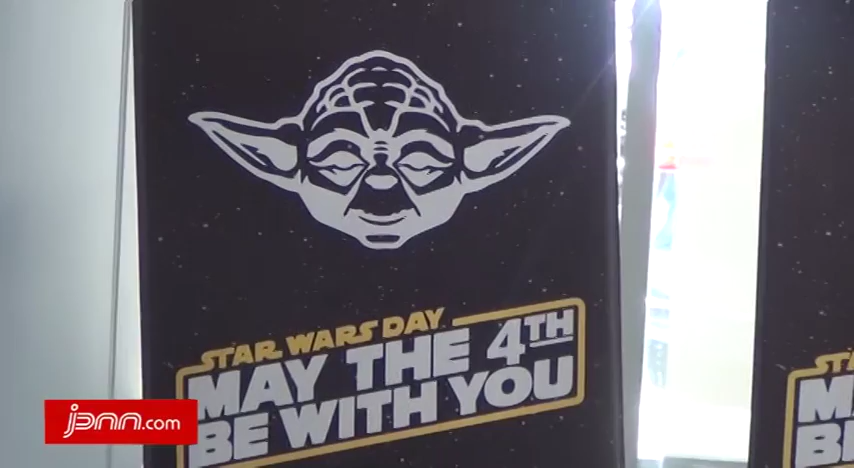 STAR WARS DAY
MAY THE 4TH
BE WITH YOU
jpnn.com